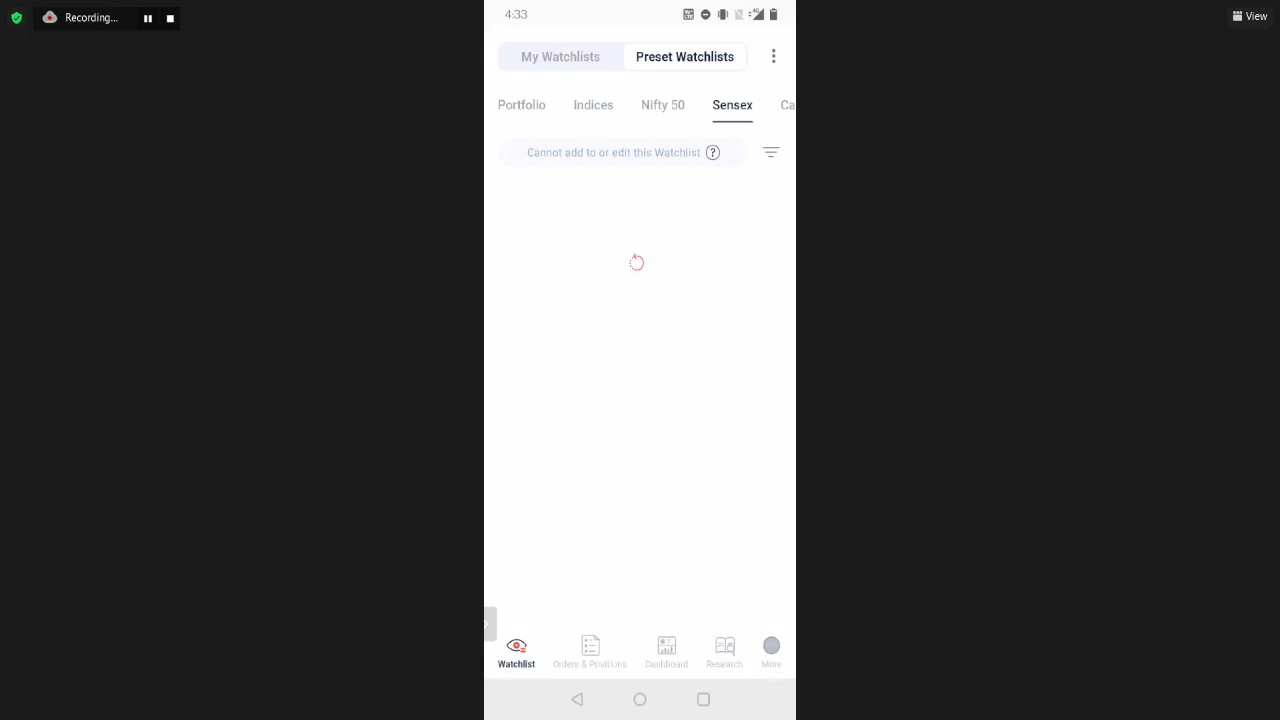 Recording...
View
4:33
My Watchlists Preset Watchlists
Portfolio Indices Nifty 50 Sensex Ca
Cannot add to or edit this Watchlist ?
Watchlist Orders & Positions Dashboard Research More